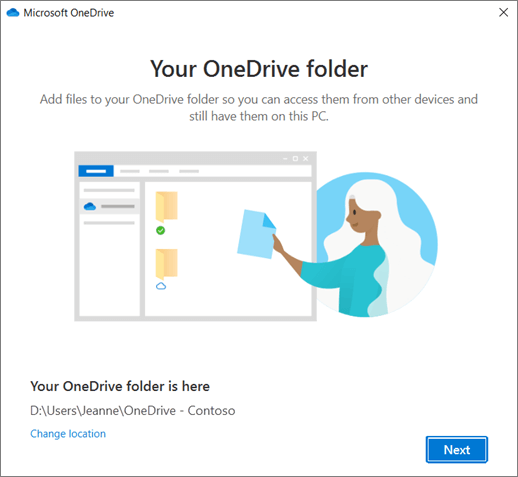 Microsoft OneDrive
Your OneDrive folder
Add files to your OneDrive folder so you can access them from other devices and
still have them on this PC.
Your OneDrive folder is here
D:\Users\Jeanne\OneDrive - Contoso
Change location
Next